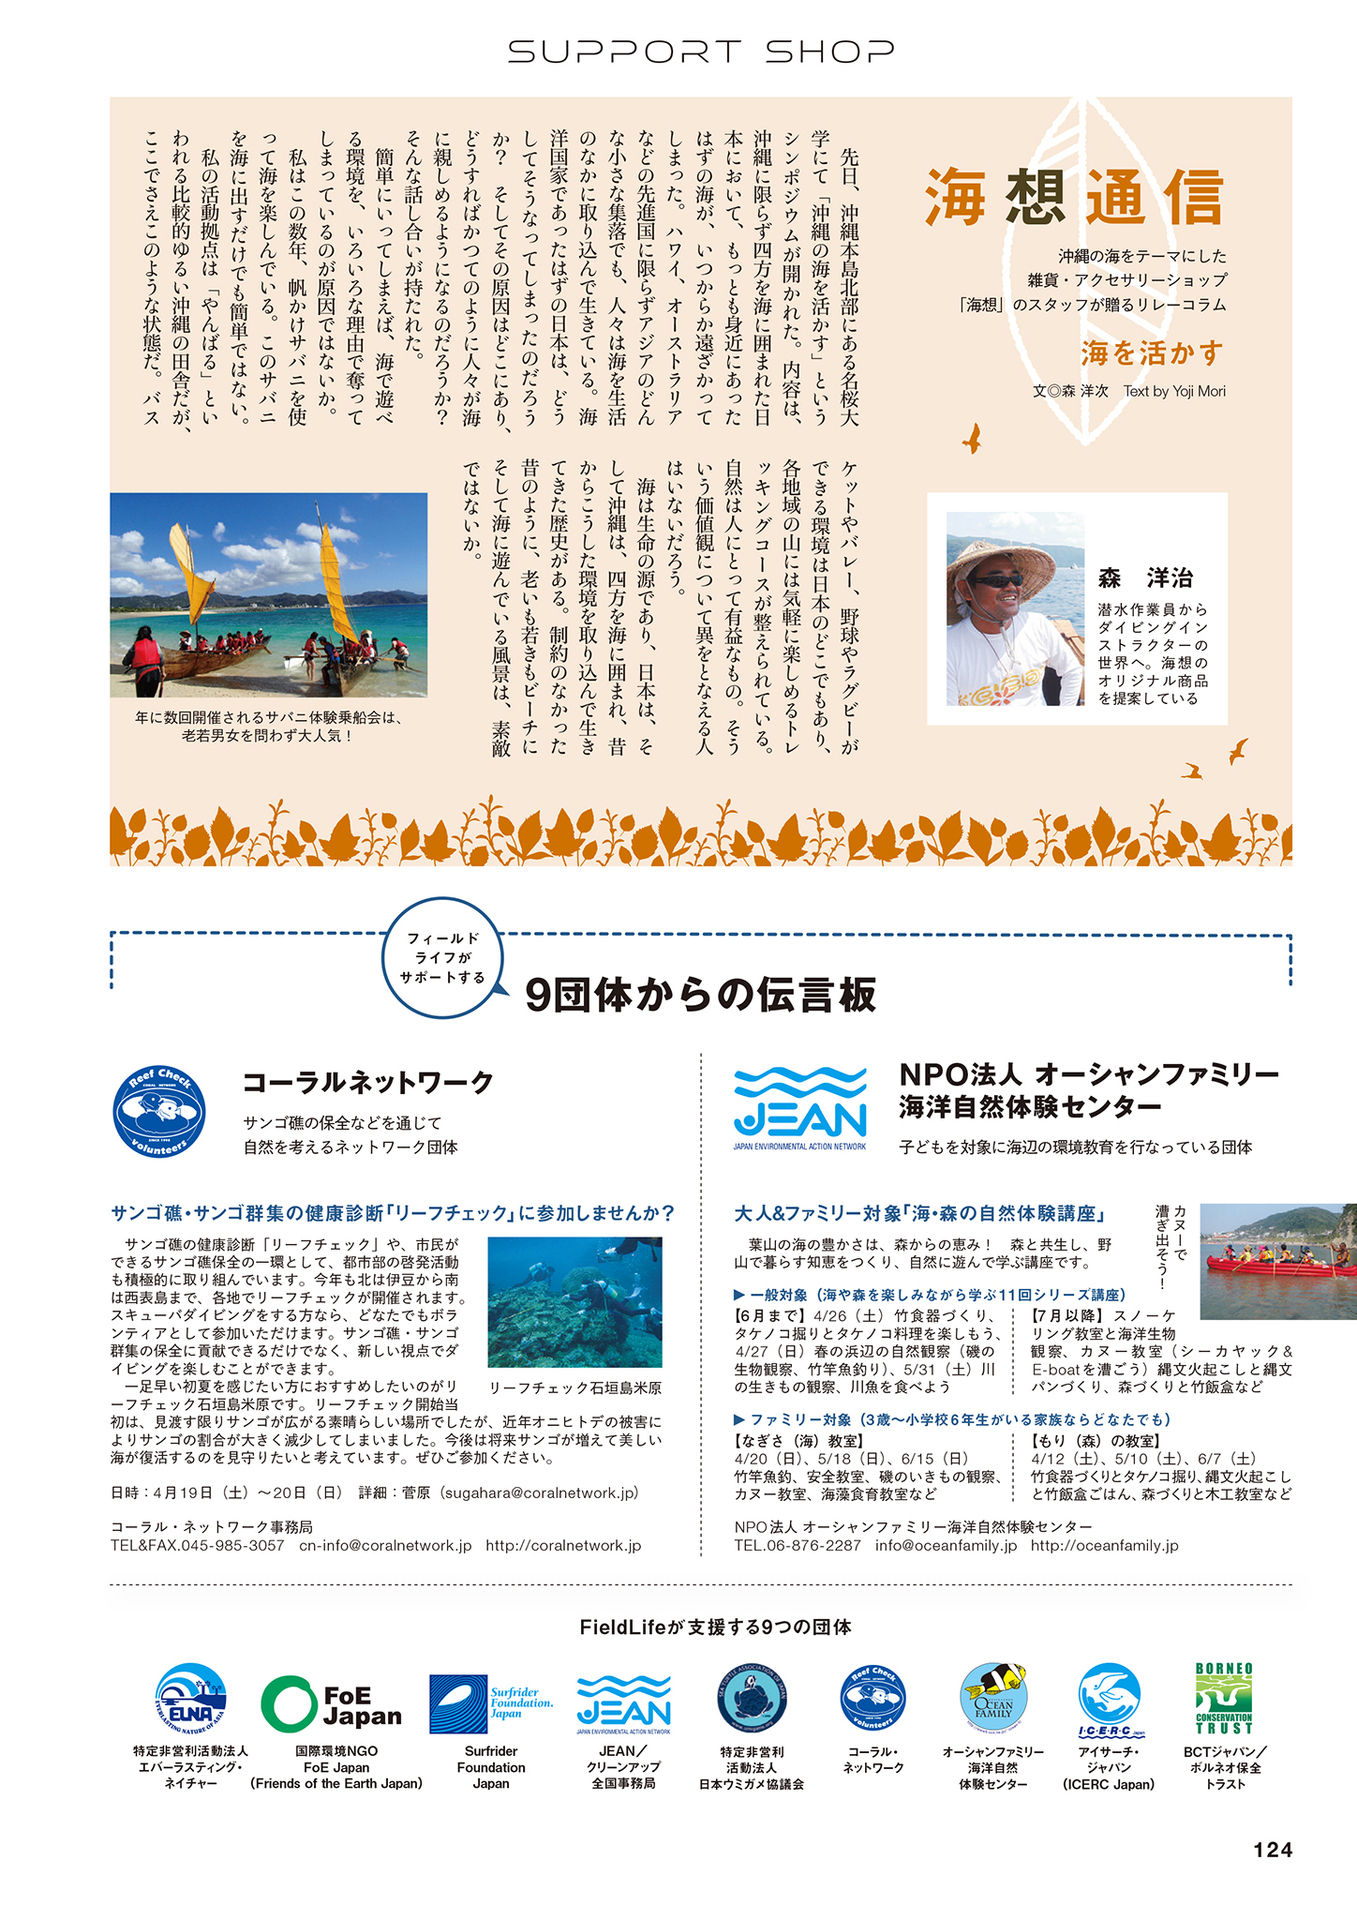 SUPPORT SHOP
海想通信
沖縄の海をテーマにした
雑貨・アクセサリーショップ
「海想」のスタッフが贈るリレーコラム
海を活かす
文◎森 洋次　Text by Yoji Mori
　先日、沖縄本島北部にある名桜大
学にて「沖縄の海を活かす」という
シンポジウムが開かれた。内容は、
沖縄に限らず四方を海に囲まれた日
本において、もっとも身近にあった
はずの海が、いつからか遠ざかって
しまった。ハワイ、オーストラリア
などの先進国に限らずアジアのどん
な小さな集落でも、人々は海を生活
のなかに取り込んで生きている。海
洋国家であったはずの日本は、どう
してそうなってしまったのだろう
か？　そしてその原因はどこにあり、
どうすればかつてのように人々が海
に親しめるようになるのだろうか？
そんな話し合いが持たれた。
　簡単にいってしまえば、海で遊べ
る環境を、いろいろな理由で奪って
しまっているのが原因ではないか。
　私はこの数年、帆かけサバニを使
って海を楽しんでいる。このサバニ
を海に出すだけでも簡単ではない。
　私の活動拠点は「やんばる」とい
われる比較的ゆるい沖縄の田舎だが、
ここでさえこのような状態だ。バス
ケットやバレー、野球やラグビーが
できる環境は日本のどこでもあり、
各地域の山には気軽に楽しめるトレ
ッキングコースが整えられている。
自然は人にとって有益なもの。そう
いう価値観について異をとなえる人
はいないだろう。
　海は生命の源であり、日本は、そ
して沖縄は、四方を海に囲まれ、昔
からこうした環境を取り込んで生き
てきた歴史がある。制約のなかった
昔のように、老いも若きもビーチに
そして海に遊んでいる風景は、素敵
ではないか。
年に数回開催されるサバニ体験乗船会は、
老若男女を問わず大人気！
森　洋治
潜水作業員から
ダイビングイン
ストラクターの
世界へ。海想の
オリジナル商品
を提案している
フィールド
ライフが
サポートする
9団体からの伝言板
Reef Check
CORAL NETWORK
SINCE 1998
volunteers
コーラルネットワーク
サンゴ礁の保全などを通じて
自然を考えるネットワーク団体
サンゴ礁・サンゴ群集の健康診断「リーフチェック」に参加しませんか？
　サンゴ礁の健康診断「リーフチェック」や、市民が
できるサンゴ礁保全の一環として、都市部の啓発活動
も積極的に取り組んでいます。今年も北は伊豆から南
は西表島まで、各地でリーフチェックが開催されます。
スキューバダイビングをする方なら、どなたでもボラ
ンティアとして参加いただけます。サンゴ礁・サンゴ
群集の保全に貢献できるだけでなく、新しい視点でダ
イビングを楽しむことができます。
　一足早い初夏を感じたい方におすすめしたいのがリ
ーフチェック石垣島米原です。リーフチェック開始当
初は、見渡す限りサンゴが広がる素晴らしい場所でしたが、近年オニヒトデの被害に
よりサンゴの割合が大きく減少してしまいました。今後は将来サンゴが増えて美しい
海が復活するのを見守りたいと考えています。ぜひご参加ください。
リーフチェック石垣島米原
日時：4月19日（土）～20日（日）　詳細：菅原（sugahara@coralnetwork.jp）
コーラル・ネットワーク事務局
TEL&FAX.045-985-3057　cn-info@coralnetwork.jp　http://coralnetwork.jp
JEAN
JAPAN ENVIRONMENTAL ACTION NETWORK
NPO法人 オーシャンファミリー
海洋自然体験センター
子どもを対象に海辺の環境教育を行なっている団体
大人&ファミリー対象「海・森の自然体験講座」
　葉山の海の豊かさは、森からの恵み！　森と共生し、野
山で暮らす知恵をつくり、自然に遊んで学ぶ講座です。
カヌーで
漕ぎ出そう！
▶ 一般対象（海や森を楽しみながら学ぶ11回シリーズ講座）
【6月まで】4/26（土）竹食器づくり、
タケノコ掘りとタケノコ料理を楽しもう、
4/27（日）春の浜辺の自然観察（磯の
生物観察、竹竿魚釣り）、5/31（土）川
の生きもの観察、川魚を食べよう
【7月以降】スノーケ
リング教室と海洋生物
観察、カヌー教室（シーカヤック&
E-boatを漕ごう）縄文火起こしと縄文
パンづくり、森づくりと竹飯盒など
▶ ファミリー対象（3歳～小学校6年生がいる家族ならどなたでも）
【なぎさ（海）教室】
4/20（日）、5/18（日）、6/15（日）
竹竿魚釣、安全教室、磯のいきもの観察、
カヌー教室、海藻食育教室など
【もり（森）の教室】
4/12（土）、5/10（土）、6/7（土）
竹食器づくりとタケノコ掘り、縄文火起こし
と竹飯盒ごはん、森づくりと木工教室など
NPO法人 オーシャンファミリー海洋自然体験センター
TEL.06-876-2287　info@oceanfamily.jp　http://oceanfamily.jp
FieldLifeが支援する9つの団体
ELNA
EVERLASTING NATURE OF ASIA
特定非営利活動法人
エバーラスティング・
ネイチャー
FoE
Japan
国際環境NGO
FoE Japan
（Friends of the Earth Japan）
Surfrider
Foundation.
Japan
Surfrider
Foundation
Japan
JEAN
JAPAN ENVIRONMENTAL ACTION NETWORK
JEAN／
クリーンアップ
全国事務局
SEA TURTLE ASSOCIATION OF JAPAN
特定非営利
活動法人
日本ウミガメ協議会
Reef Check
volunteers
コーラル・
ネットワーク
OCEAN
FAMILY
オーシャンファミリー
海洋自然
体験センター
I・C・E・R・C Japan
アイサーチ・
ジャパン
（ICERC Japan）
BORNEO
CONSERVATION
TRUST
BCTジャパン／
ボルネオ保全
トラスト
124